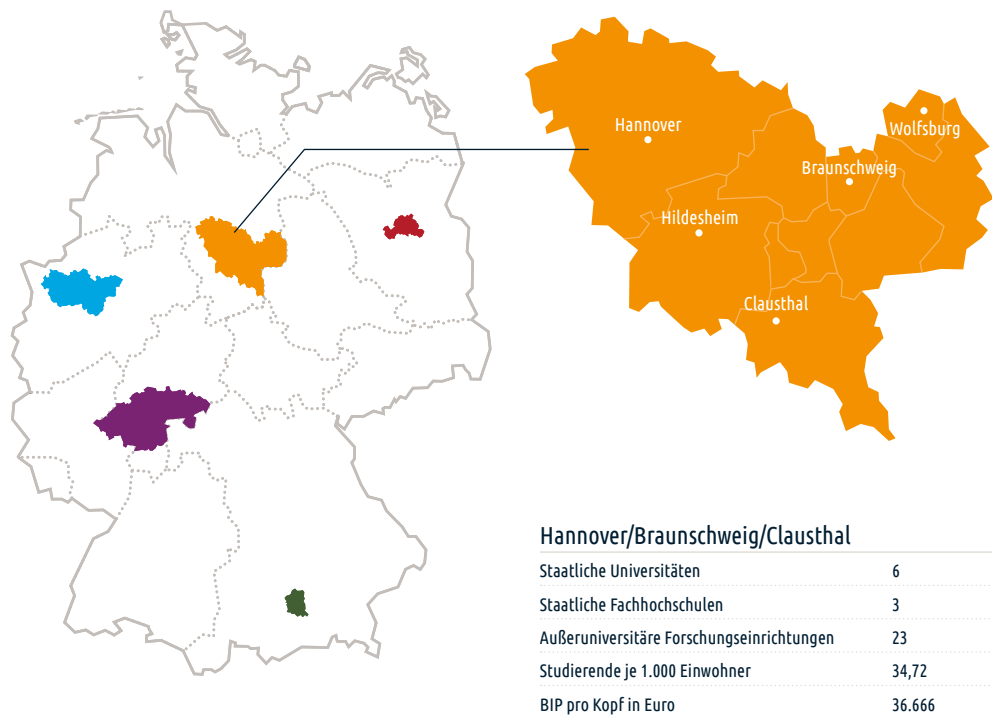 Hannover
Wolfsburg
Braunschweig
Hildesheim
Clausthal
Hannover/Braunschweig/Clausthal
Staatliche Universitäten 6
Staatliche Fachhochschulen 3
Außeruniversitäre Forschungseinrichtungen 23
Studierende je 1.000 Einwohner 34,72
BIP pro Kopf in Euro 36.666